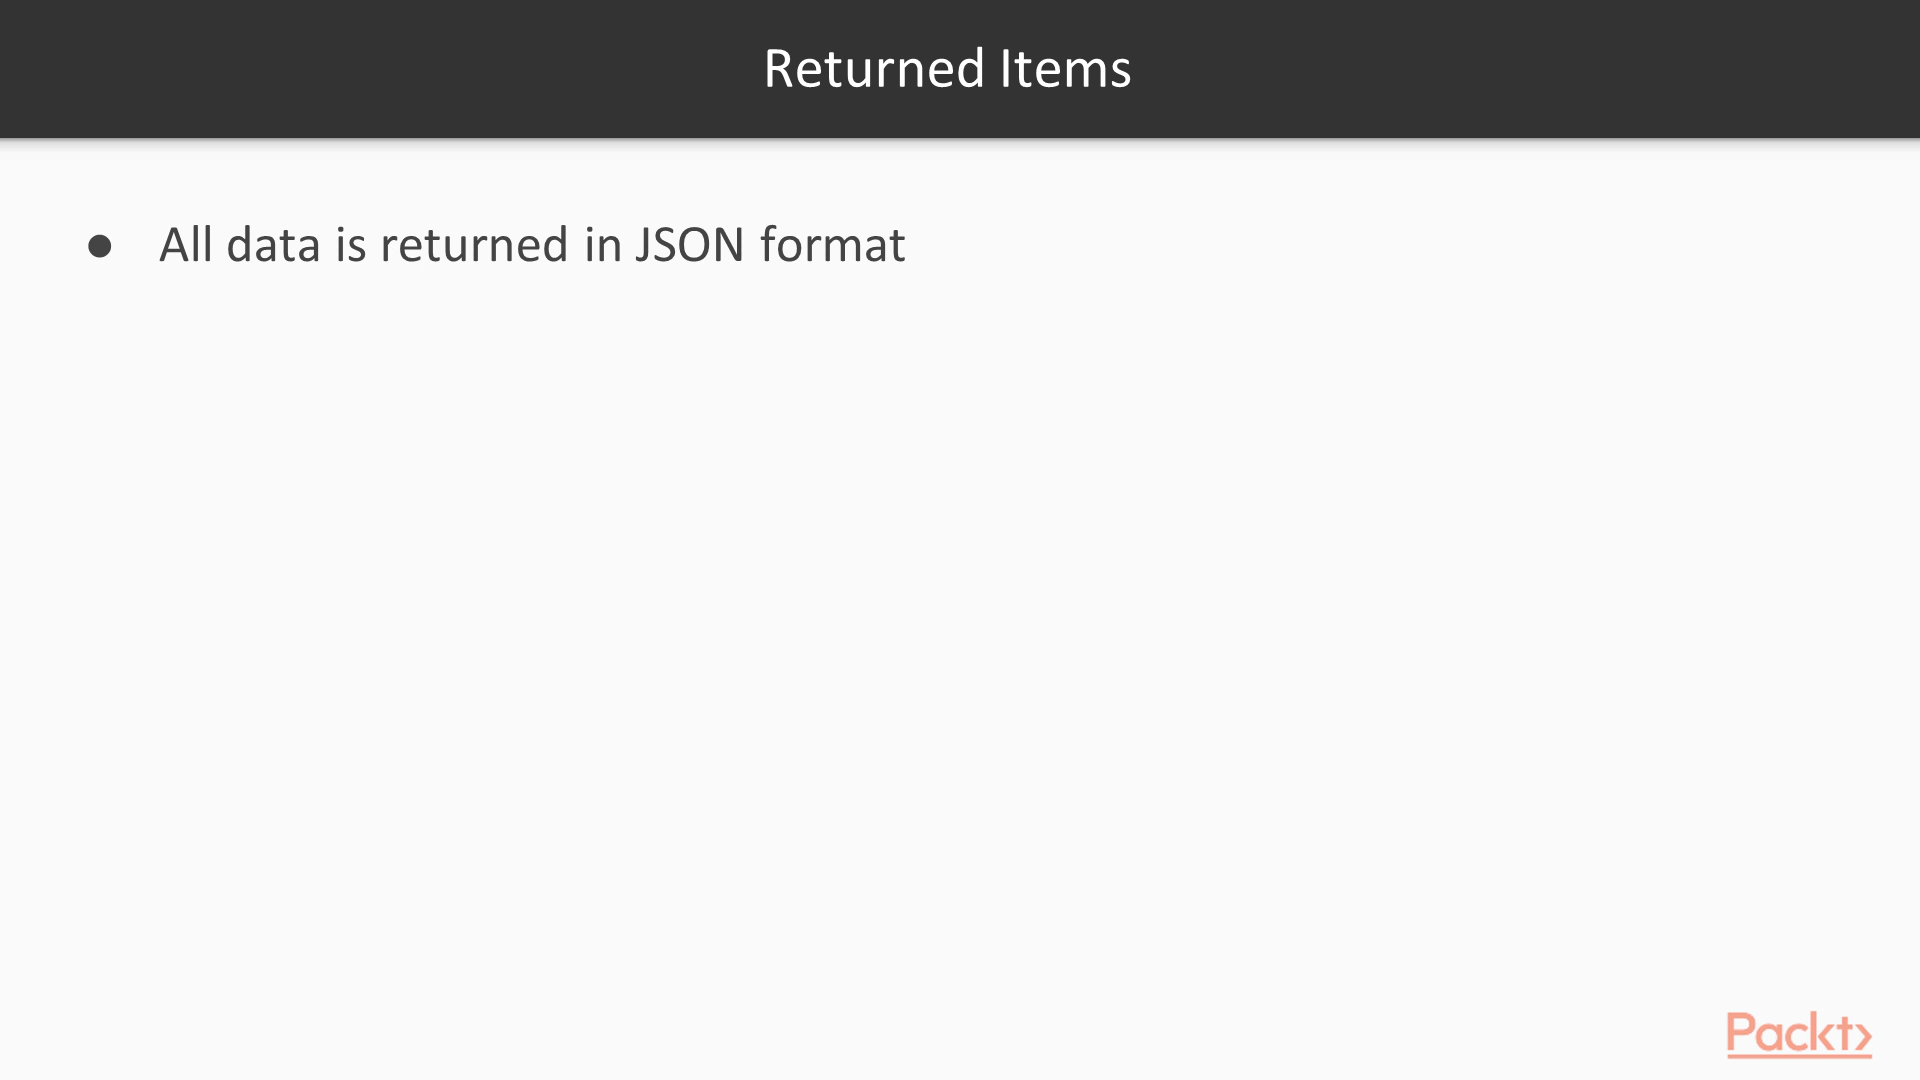 Returned Items
● All data is returned in JSON format
Packt>